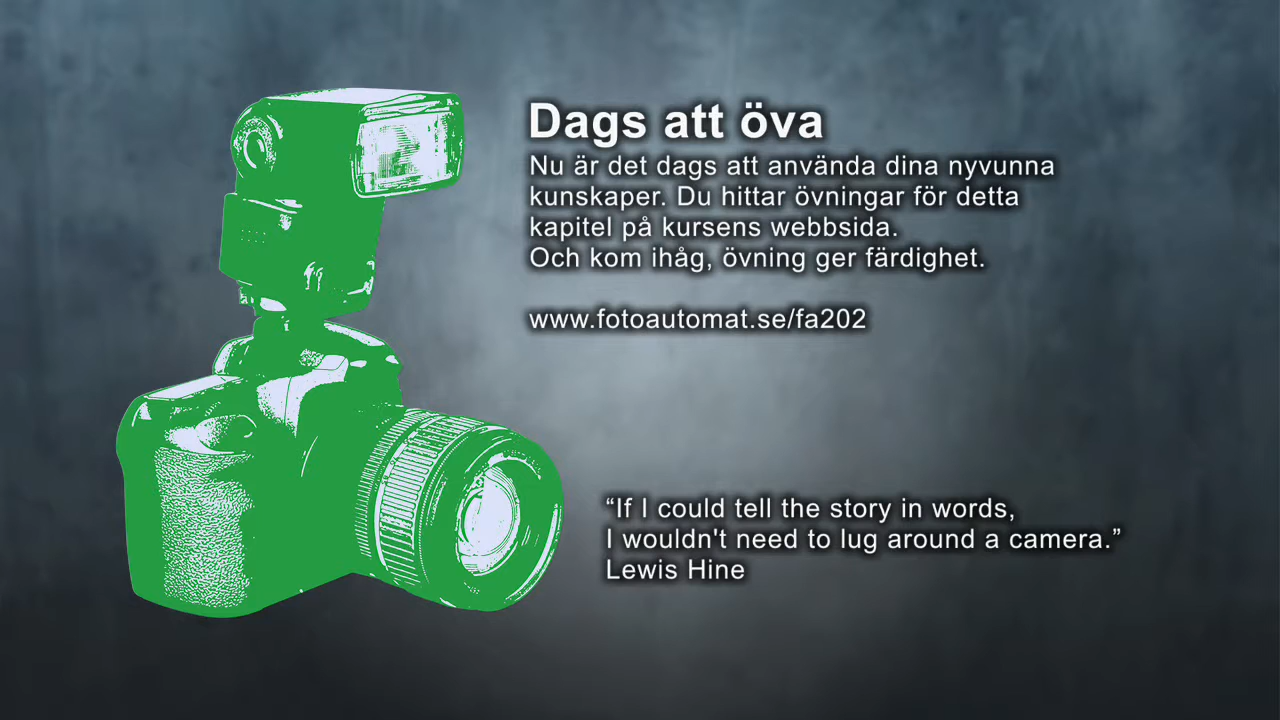 Dags att öva
Nu är det dags att använda dina nyvunna
kunskaper. Du hittar övningar för detta
kapitel på kursens webbsida.
Och kom ihåg, övning ger färdighet.
www.fotoautomat.se/fa202
“If I could tell the story in words,
I wouldn't need to lug around a camera.”
Lewis Hine